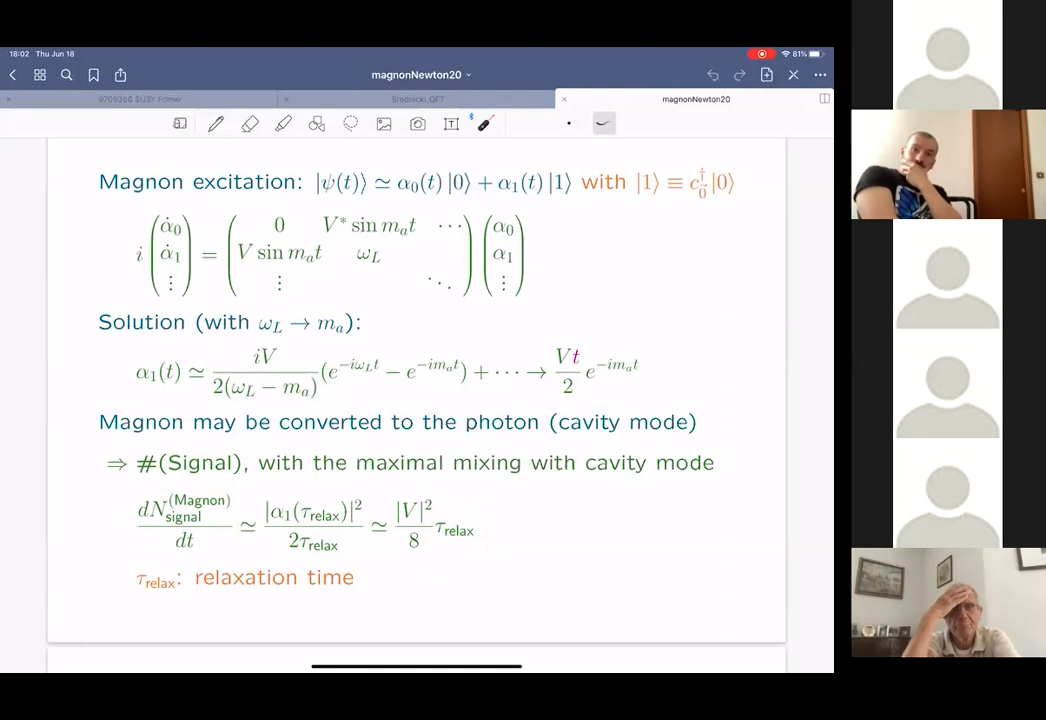 18:02 Thu Jun 18
81%
magnonNewton20
9709356 SUSY Primer
Srednicki_QFT
magnonNewton20
Magnon excitation: |ψ(t)⟩ ≃ α₀(t)|0⟩ + α₁(t)|1⟩ with |1⟩ ≡ c†_0⃗ |0⟩
i (α̇₀ α̇₁ ⋮) = (0 V* sin mₐt ⋯ V sin mₐt ω_L ⋮ ⋱) (α₀ α₁ ⋮)
Solution (with ω_L → mₐ):
α₁(t) ≃ iV / 2(ω_L − mₐ) (e^{−iω_L t} − e^{−imₐt}) + ⋯ → Vt / 2 e^{−imₐt}
Magnon may be converted to the photon (cavity mode)
⇒ #(Signal), with the maximal mixing with cavity mode
dN_signal^(Magnon) / dt ≃ |α₁(τ_relax)|² / 2τ_relax ≃ |V|² / 8 τ_relax
τ_relax: relaxation time